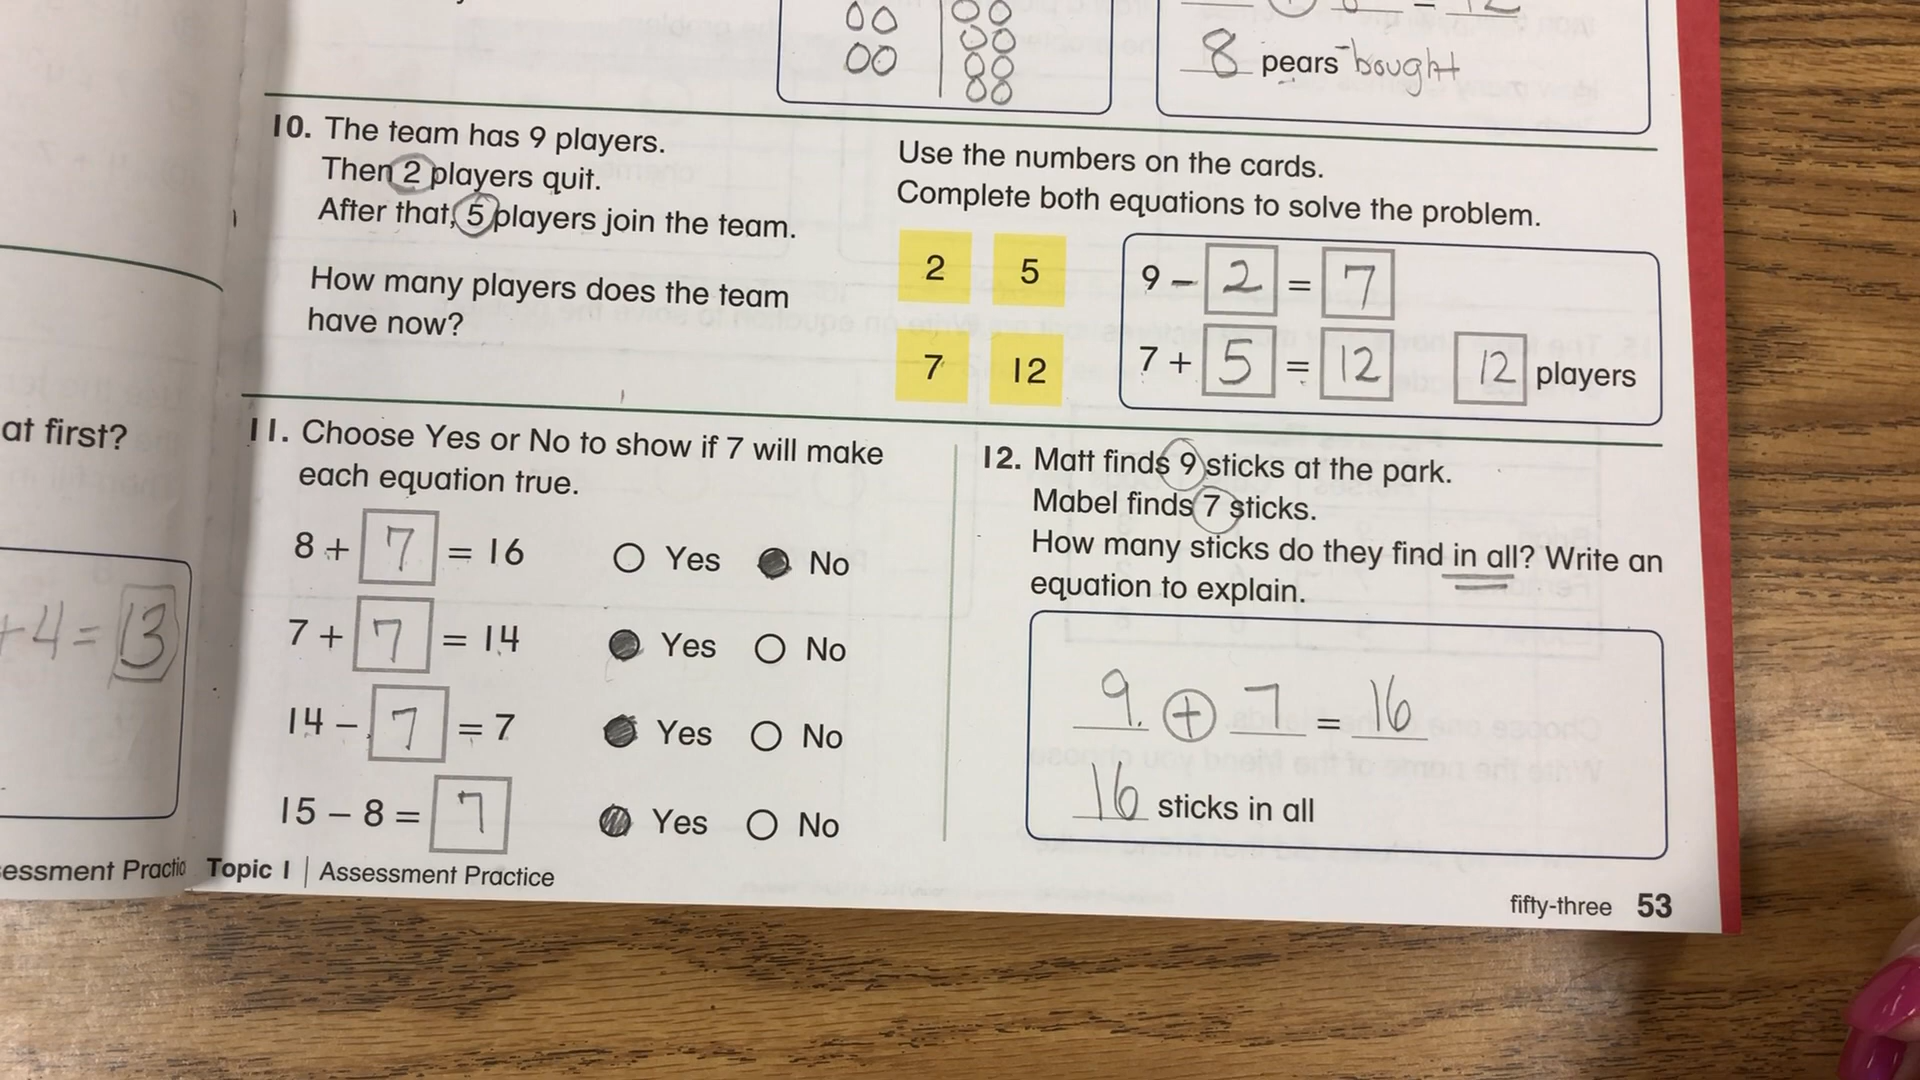 8 pears bought
10. The team has 9 players.
Then 2 players quit.
After that, 5 players join the team.
How many players does the team
have now?
Use the numbers on the cards.
Complete both equations to solve the problem.
2 5
7 12
9 − 2 = 7
7 + 5 = 12 12 players
at first?
+4 = 13
11. Choose Yes or No to show if 7 will make
each equation true.
8 + 7 = 16 Yes No
7 + 7 = 14 Yes No
14 − 7 = 7 Yes No
15 − 8 = 7 Yes No
12. Matt finds 9 sticks at the park.
Mabel finds 7 sticks.
How many sticks do they find in all? Write an
equation to explain.
9 + 7 = 16
16 sticks in all
essment Practic
Topic 1 | Assessment Practice
fifty-three 53